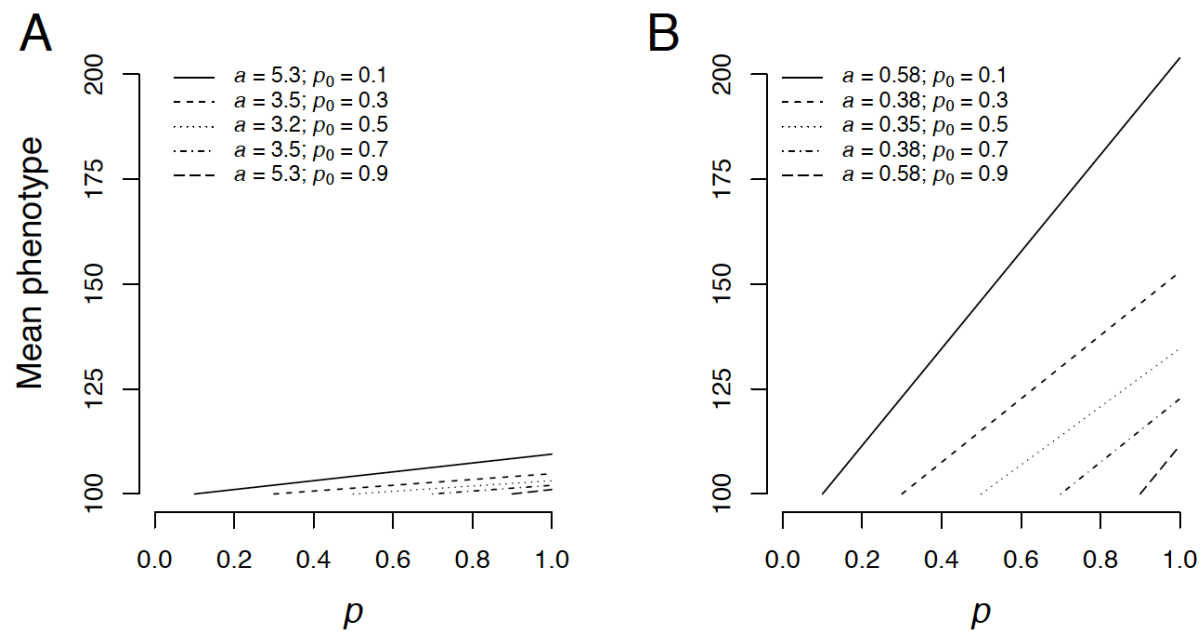 A
Mean phenotype
200
175
150
125
100
a = 5.3; p0 = 0.1
a = 3.5; p0 = 0.3
a = 3.2; p0 = 0.5
a = 3.5; p0 = 0.7
a = 5.3; p0 = 0.9
0.0 0.2 0.4 0.6 0.8 1.0
p
B
200
175
150
125
100
a = 0.58; p0 = 0.1
a = 0.38; p0 = 0.3
a = 0.35; p0 = 0.5
a = 0.38; p0 = 0.7
a = 0.58; p0 = 0.9
0.0 0.2 0.4 0.6 0.8 1.0
p